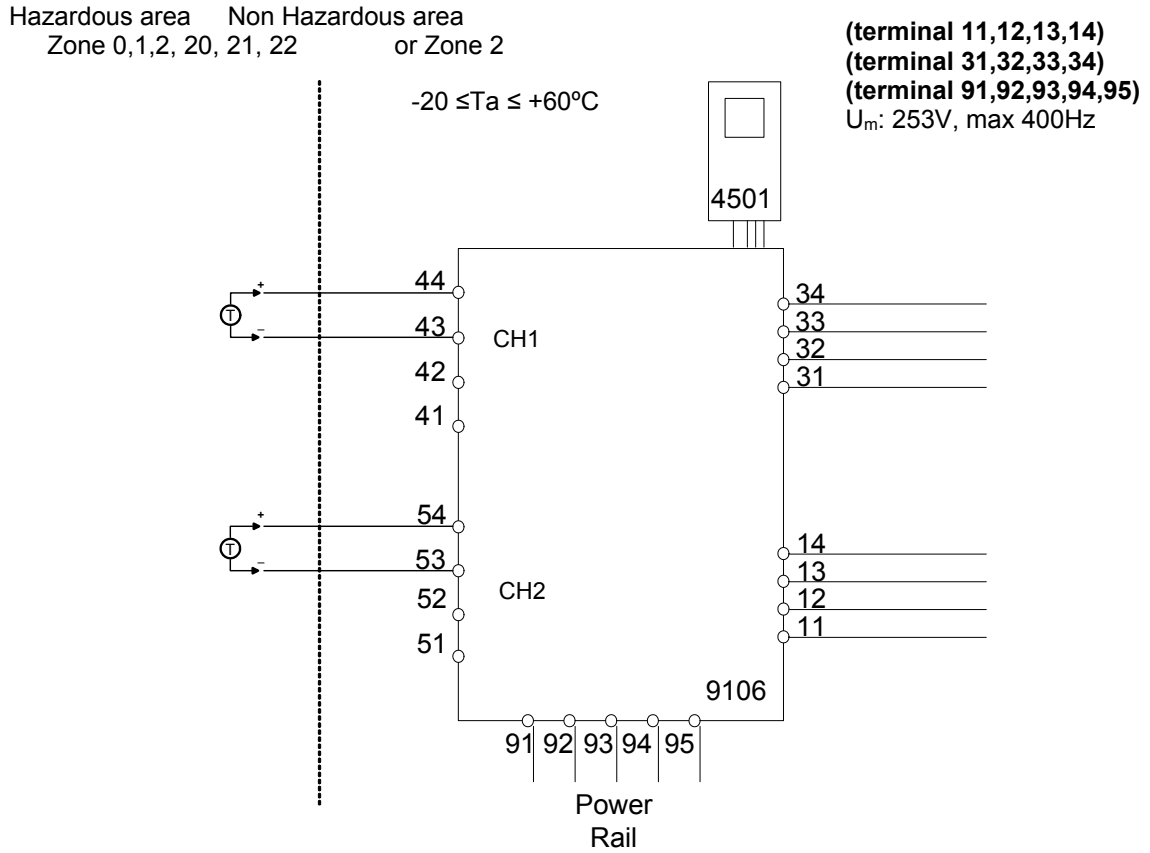 Hazardous area Non Hazardous area
Zone 0,1,2, 20, 21, 22 or Zone 2
-20 ≤Ta ≤ +60ºC
(terminal 11,12,13,14)
(terminal 31,32,33,34)
(terminal 91,92,93,94,95)
Um: 253V, max 400Hz
4501
44
+
T
43
–
CH1
42
41
34
33
32
31
54
+
T
53
–
CH2
52
51
14
13
12
11
9106
91 92 93 94 95
Power
Rail